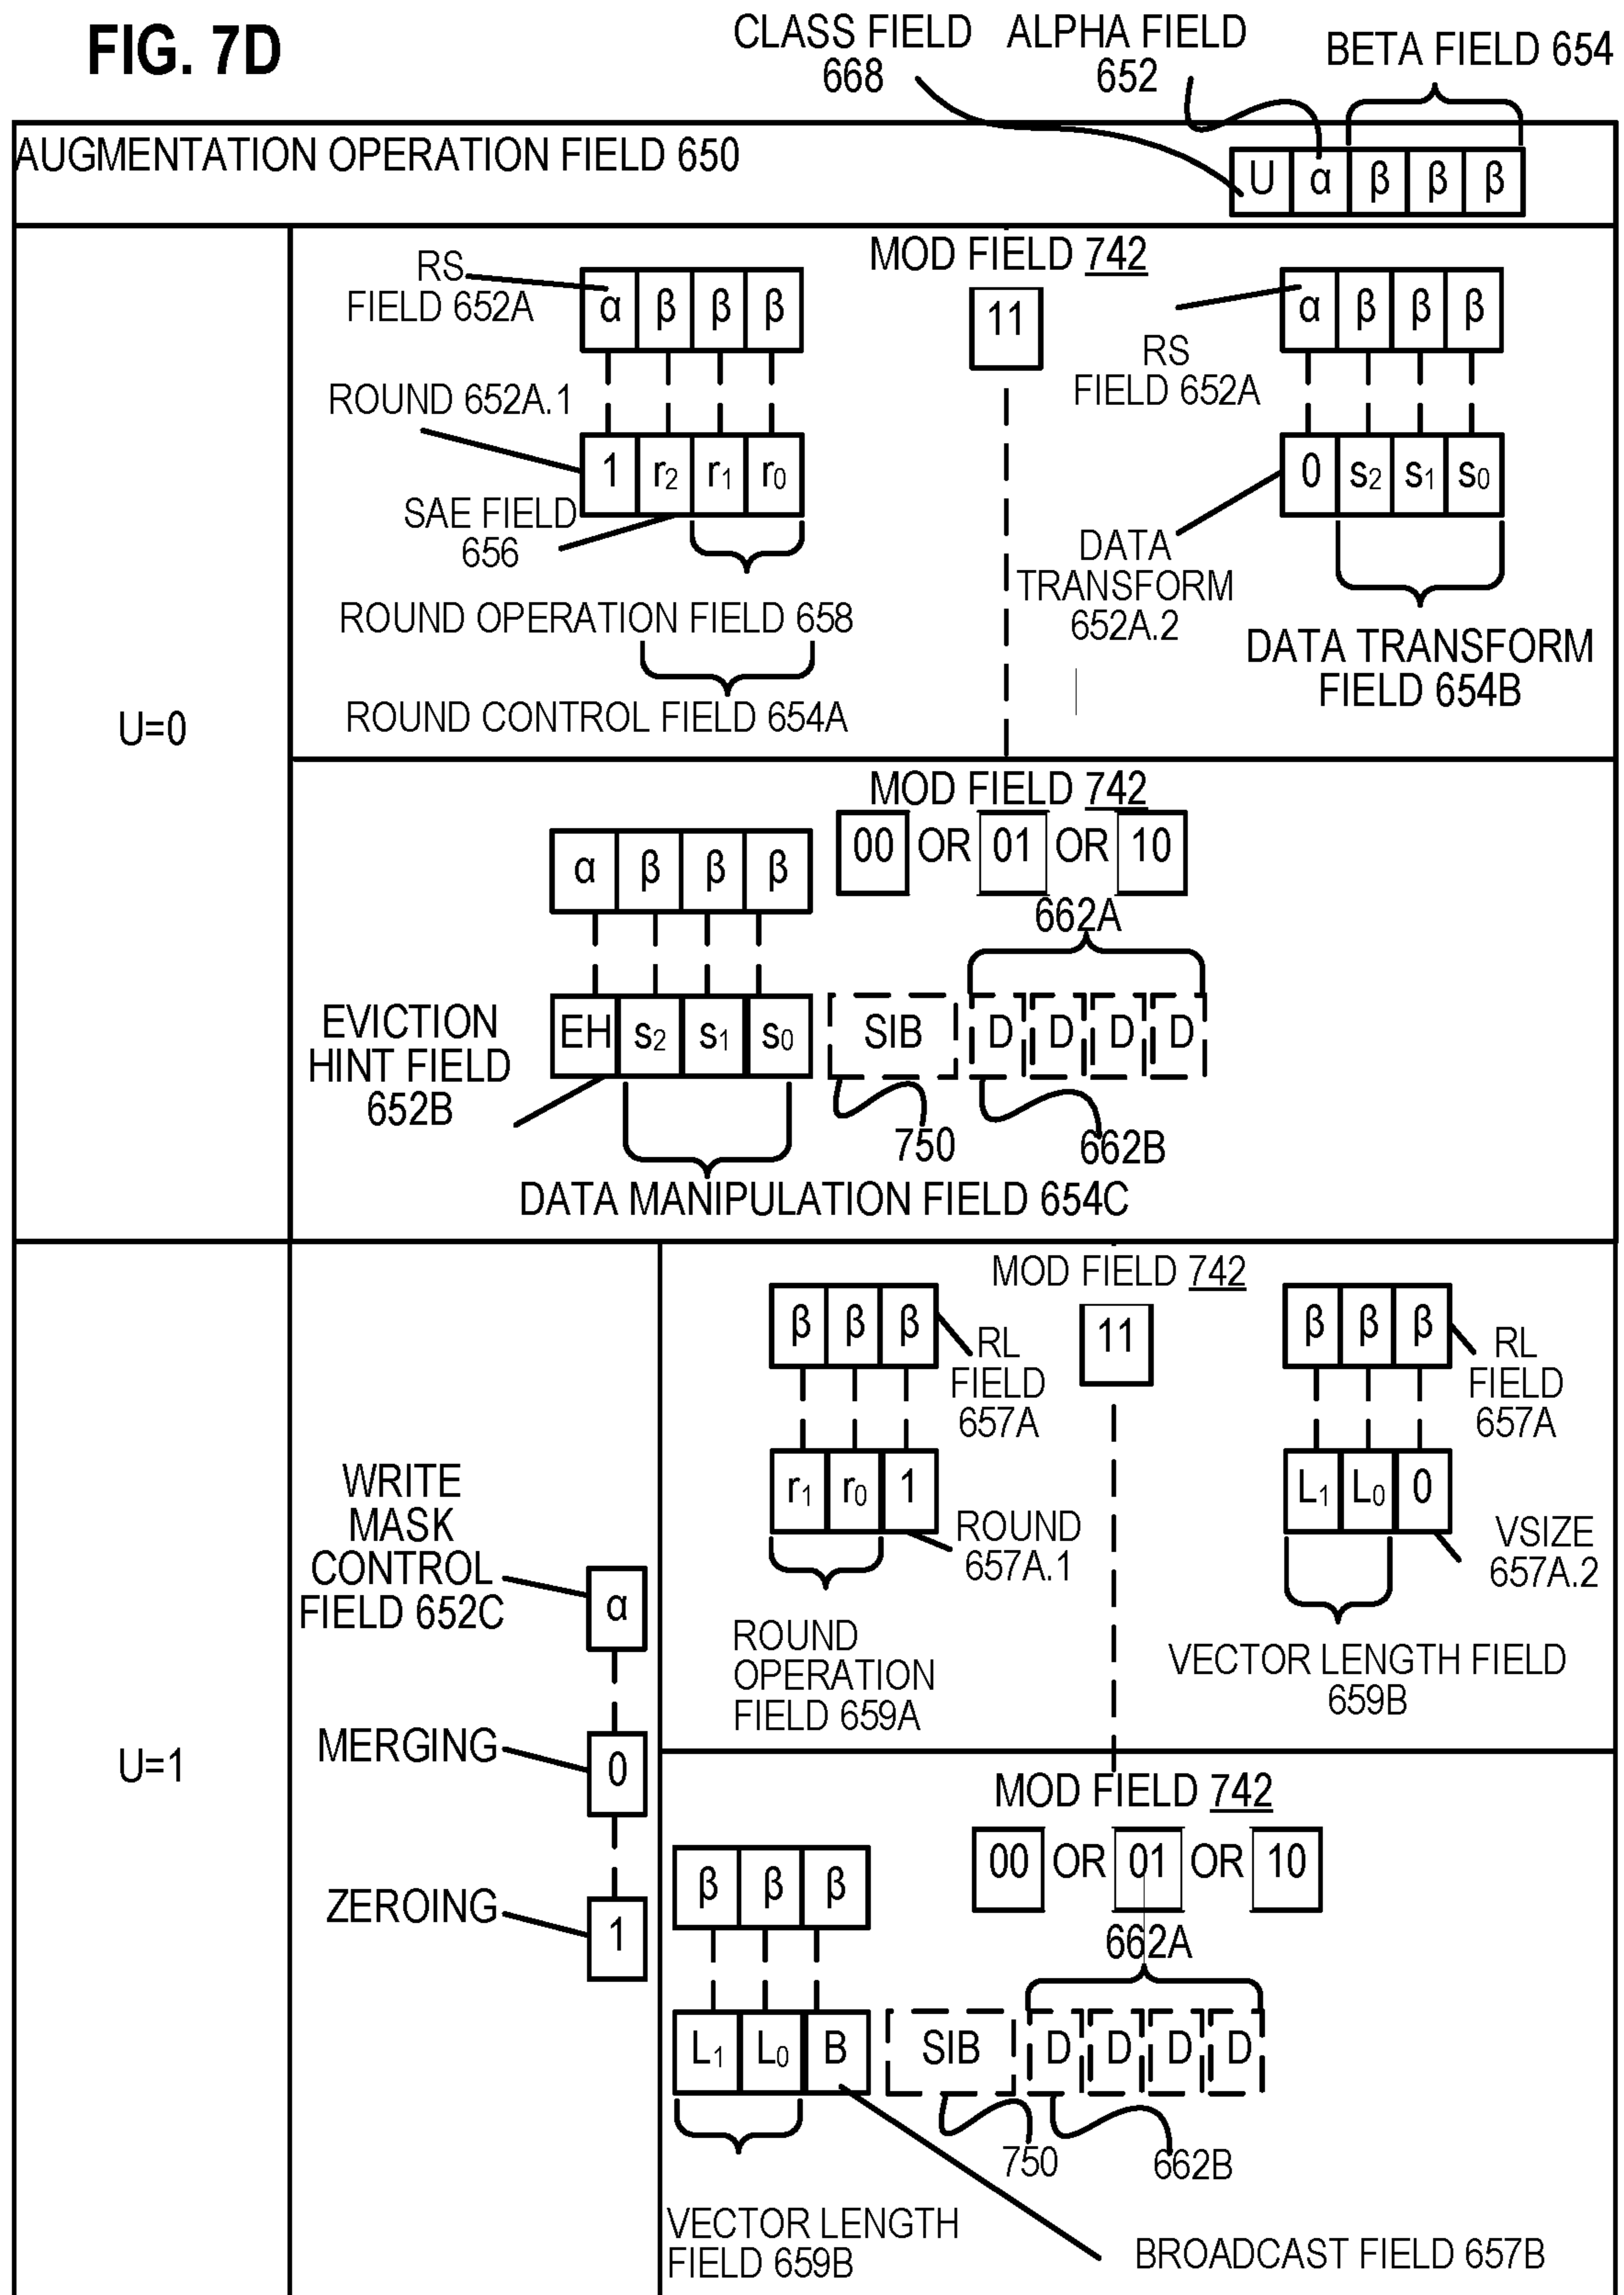 FIG. 7D
CLASS FIELD
668
ALPHA FIELD
652
BETA FIELD 654
AUGMENTATION OPERATION FIELD 650
U α β β β
U=0
MOD FIELD 742
11
RS
FIELD 652A
α β β β
ROUND 652A.1
1 r2 r1 r0
SAE FIELD
656
ROUND OPERATION FIELD 658
ROUND CONTROL FIELD 654A
α β β β
RS
FIELD 652A
0 s2 s1 s0
DATA
TRANSFORM
652A.2
DATA TRANSFORM
FIELD 654B
MOD FIELD 742
00 OR 01 OR 10
α β β β
662A
EVICTION
HINT FIELD
652B
EH s2 s1 s0 SIB D D D D
750
662B
DATA MANIPULATION FIELD 654C
U=1
WRITE
MASK
CONTROL
FIELD 652C
α
MERGING
0
ZEROING
1
MOD FIELD 742
11
β β β
RL
FIELD
657A
r1 r0 1
ROUND
657A.1
ROUND
OPERATION
FIELD 659A
β β β
RL
FIELD
657A
L1 L0 0
VSIZE
657A.2
VECTOR LENGTH FIELD
659B
MOD FIELD 742
00 OR 01 OR 10
β β β
662A
L1 L0 B SIB D D D D
750
662B
VECTOR LENGTH
FIELD 659B
BROADCAST FIELD 657B